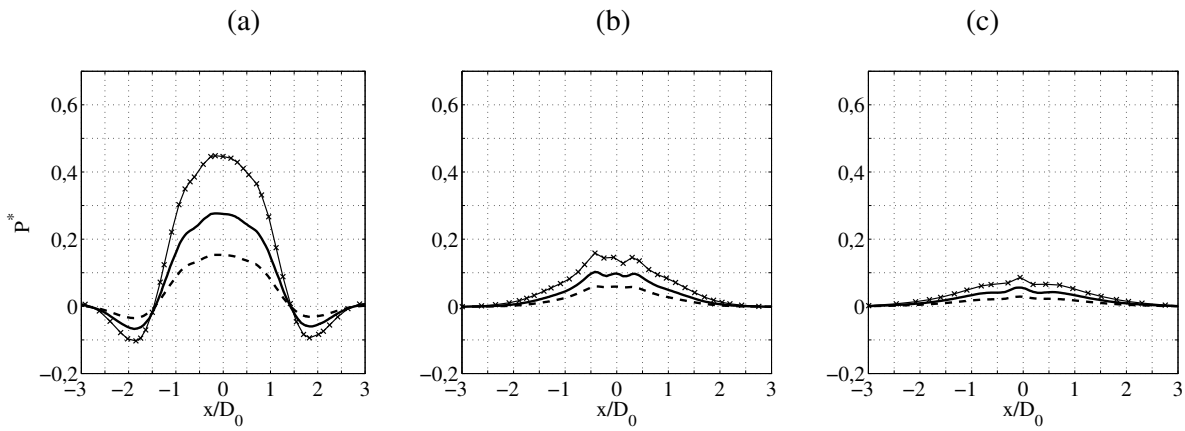 (a) (b) (c)
0,6 0,6 0,6
0,4 0,4 0,4
P* 0,2 0,2 0,2
0 0 0
−0,2 −0,2 −0,2
−3 −2 −1 0 1 2 3 −3 −2 −1 0 1 2 3 −3 −2 −1 0 1 2 3
x/D0 x/D0 x/D0